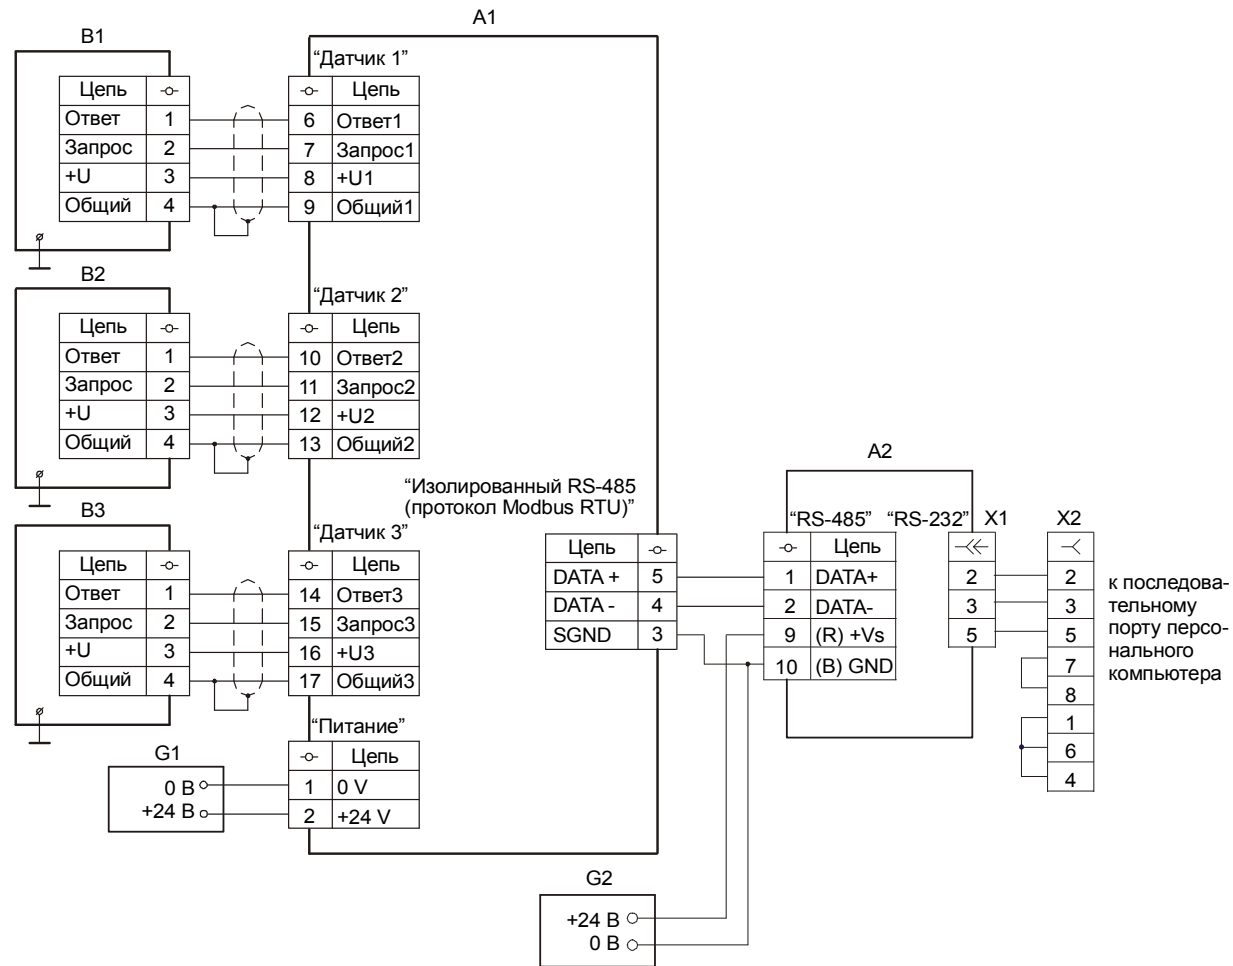 A1
B1
“Датчик 1”
Цепь
Цепь
Ответ 1
6 Ответ1
Запрос 2
7 Запрос1
+U 3
8 +U1
Общий 4
9 Общий1
B2
“Датчик 2”
Цепь
Цепь
Ответ 1
10 Ответ2
Запрос 2
11 Запрос2
+U 3
12 +U2
Общий 4
13 Общий2
B3
“Датчик 3”
Цепь
Цепь
Ответ 1
14 Ответ3
Запрос 2
15 Запрос3
+U 3
16 +U3
Общий 4
17 Общий3
“Питание”
Цепь
1 0 V
2 +24 V
G1
0 В
+24 В
“Изолированный RS-485
(протокол Modbus RTU)”
Цепь
DATA + 5
DATA - 4
SGND 3
A2
“RS-485”
“RS-232”
X1
X2
Цепь
1 DATA+
2 DATA-
9 (R) +Vs
10 (B) GND
2
3
5
2
3
5
7
8
1
6
4
к последова-
тельному
порту персо-
нального
компьютера
G2
+24 В
0 В